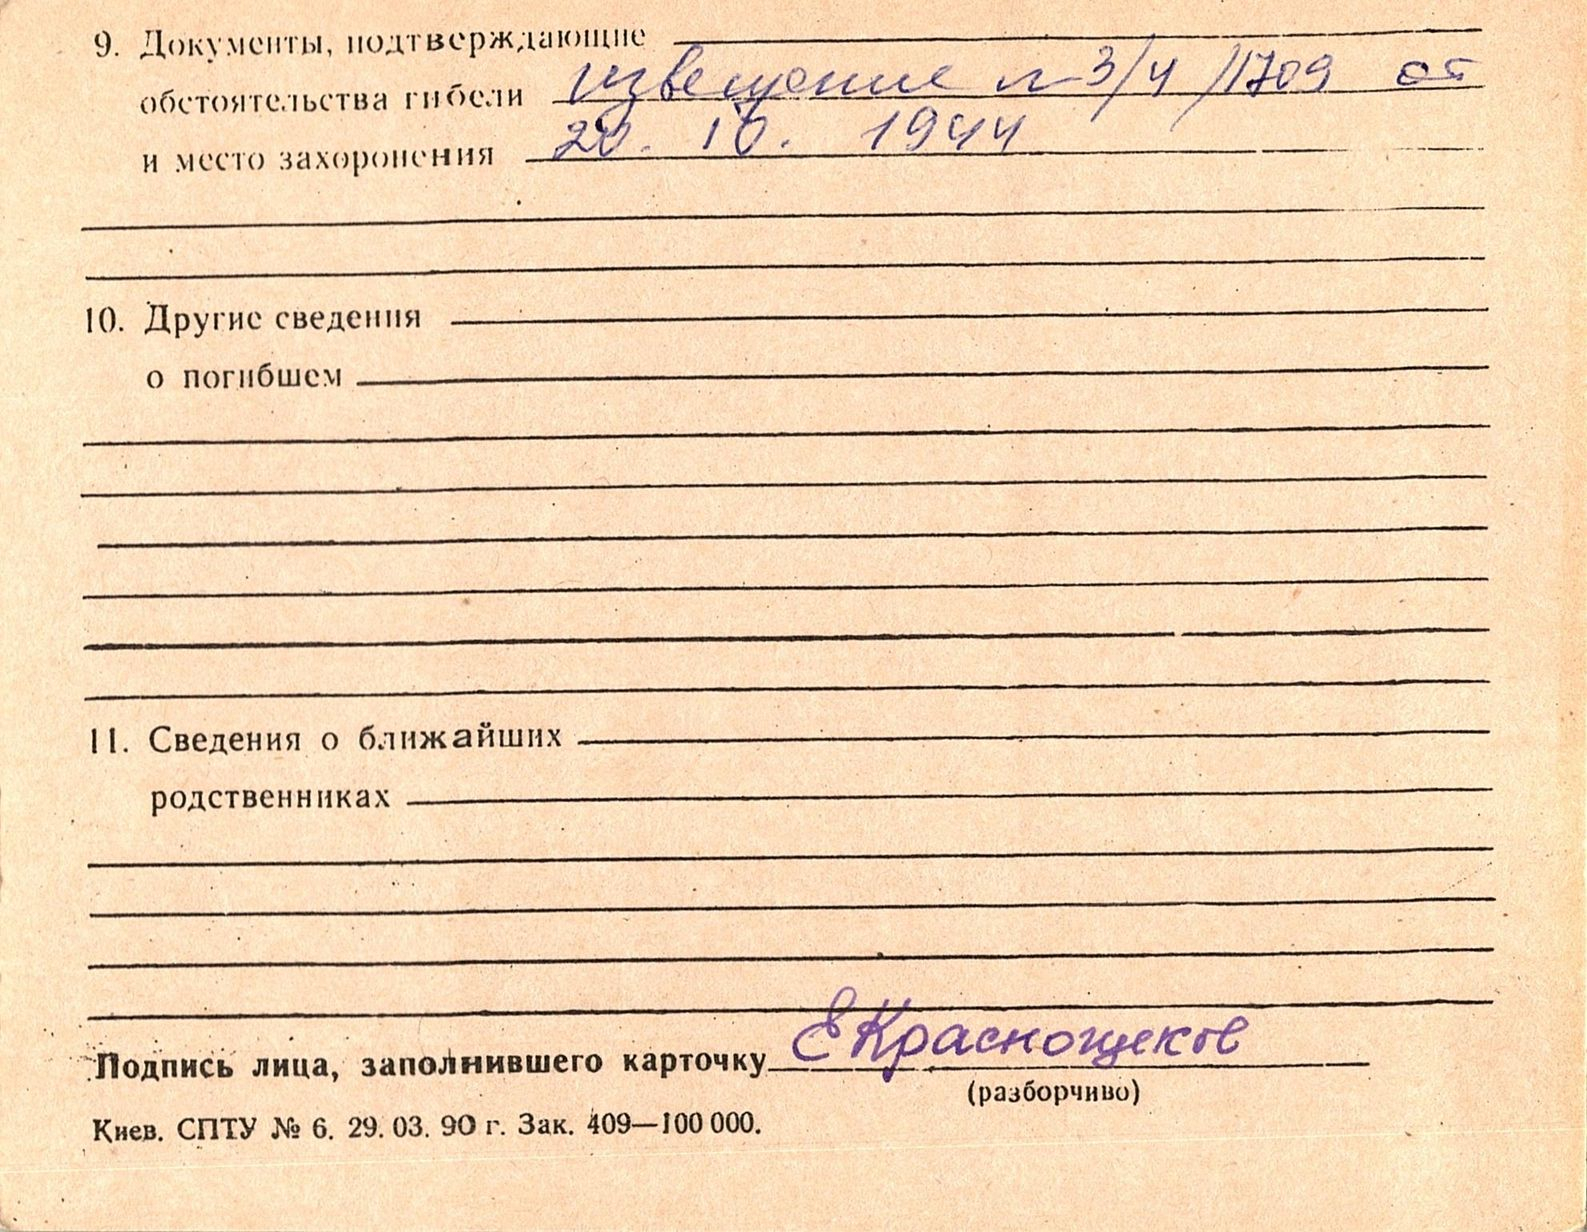 9. Документы, подтверждающие
обстоятельства гибели извещение № 3/4/1709 от
и место захоронения 20. 10. 1944
10. Другие сведения
о погибшем
11. Сведения о ближайших
родственниках
Подпись лица, заполнившего карточку ЕКраснощеков
(разборчиво)
Киев. СПТУ № 6. 29. 03. 90 г. Зак. 409—100 000.